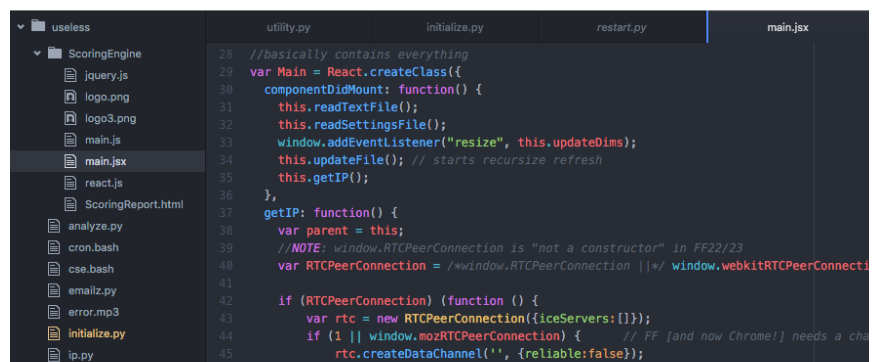 useless
ScoringEngine
jquery.js
logo.png
logo3.png
main.js
main.jsx
react.js
ScoringReport.html
analyze.py
cron.bash
cse.bash
emailz.py
error.mp3
initialize.py
ip.py
utility.py initialize.py restart.py main.jsx
28 //basically contains everything
29 var Main = React.createClass({
30 componentDidMount: function() {
31 this.readTextFile();
32 this.readSettingsFile();
33 window.addEventListener("resize", this.updateDims);
34 this.updateFile(); // starts recursize refresh
35 this.getIP();
36 },
37 getIP: function() {
38 var parent = this;
39 //NOTE: window.RTCPeerConnection is "not a constructor" in FF22/23
40 var RTCPeerConnection = /*window.RTCPeerConnection ||*/ window.webkitRTCPeerConnecti
41
42 if (RTCPeerConnection) (function () {
43 var rtc = new RTCPeerConnection({iceServers:[]});
44 if (1 || window.mozRTCPeerConnection) { // FF [and now Chrome!] needs a cha
45 rtc.createDataChannel('', {reliable:false});